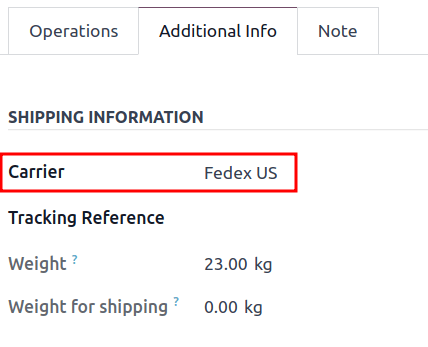 Operations Additional Info Note
SHIPPING INFORMATION
Carrier Fedex US
Tracking Reference
Weight ? 23.00 kg
Weight for shipping ? 0.00 kg